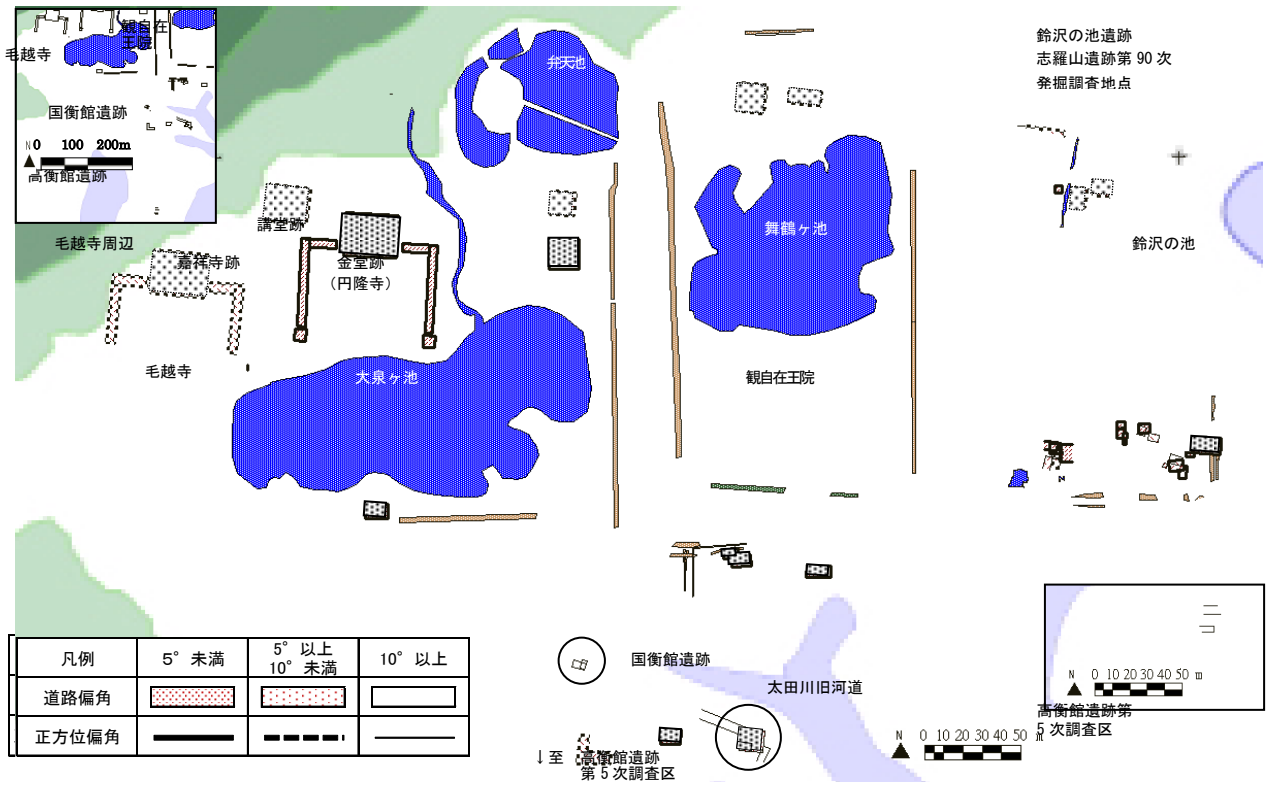 観自在
王院
毛越寺
国衡館遺跡
N 0 100 200m
高衡館遺跡
毛越寺周辺
鈴沢の池遺跡
志羅山遺跡第 90 次
発掘調査地点
弁天池
舞鶴ヶ池
鈴沢の池
講堂跡
嘉祥寺跡
金堂跡
（円隆寺）
毛越寺
大泉ヶ池
観自在王院
N
凡例
5° 未満
5° 以上
10° 未満
10° 以上
道路偏角
正方位偏角
国衡館遺跡
太田川旧河道
↓至 高衡館遺跡
第 5 次調査区
N 0 10 20 30 40 50 m
N 0 10 20 30 40 50 m
高衡館遺跡第
5 次調査区